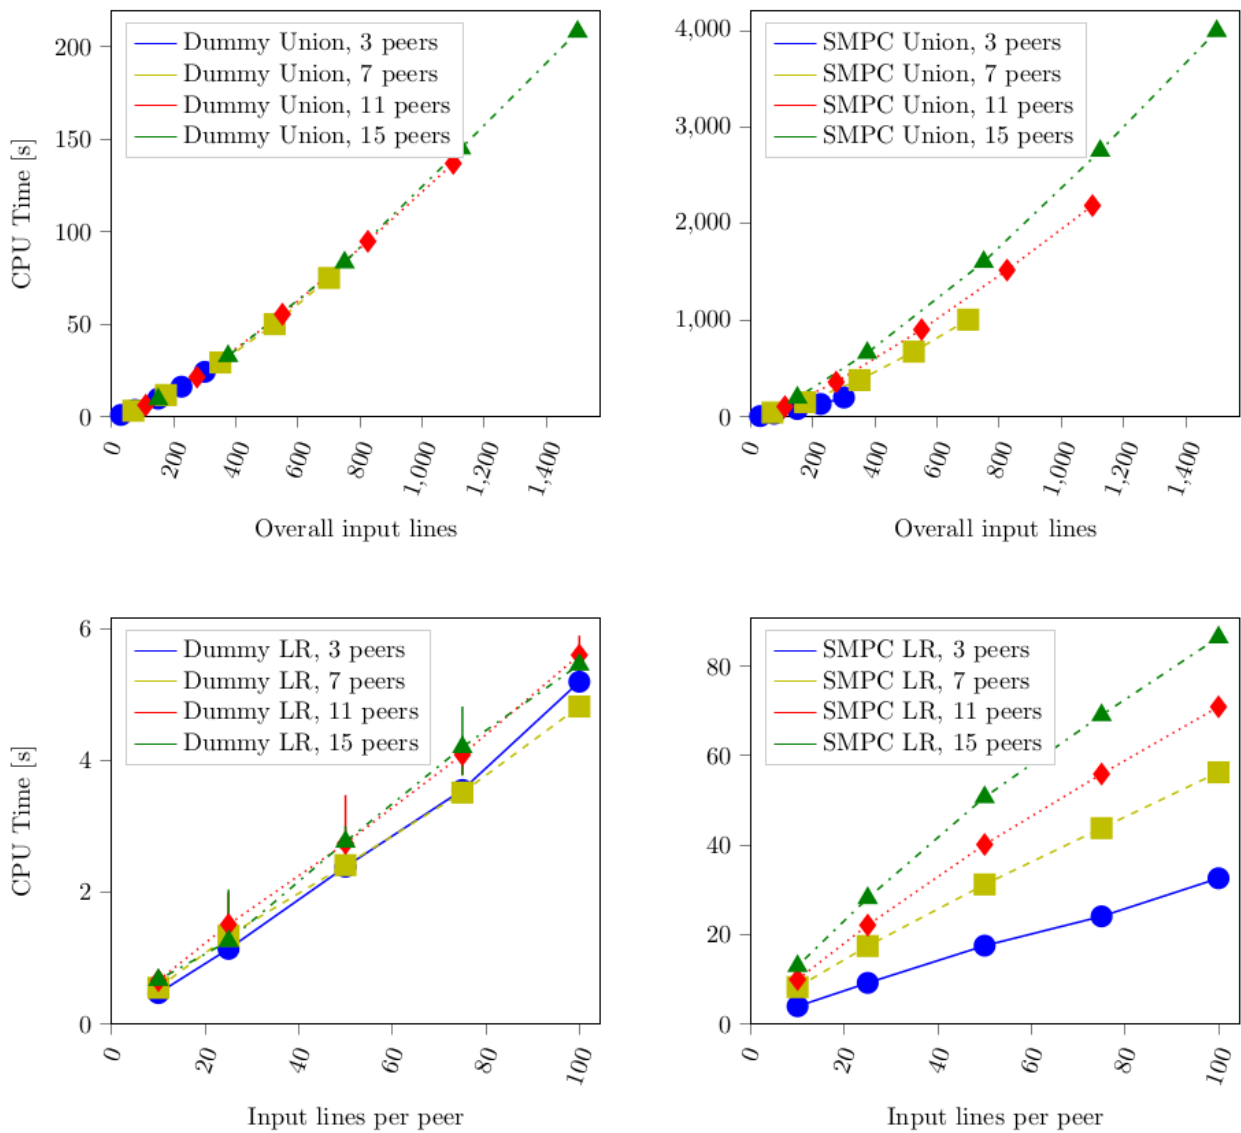 Dummy Union, 3 peers
Dummy Union, 7 peers
Dummy Union, 11 peers
Dummy Union, 15 peers
CPU Time [s]
200
150
100
50
0
0
200
400
600
800
1,000
1,200
1,400
Overall input lines
SMPC Union, 3 peers
SMPC Union, 7 peers
SMPC Union, 11 peers
SMPC Union, 15 peers
4,000
3,000
2,000
1,000
0
0
200
400
600
800
1,000
1,200
1,400
Overall input lines
Dummy LR, 3 peers
Dummy LR, 7 peers
Dummy LR, 11 peers
Dummy LR, 15 peers
CPU Time [s]
6
4
2
0
0
20
40
60
80
100
Input lines per peer
SMPC LR, 3 peers
SMPC LR, 7 peers
SMPC LR, 11 peers
SMPC LR, 15 peers
80
60
40
20
0
0
20
40
60
80
100
Input lines per peer